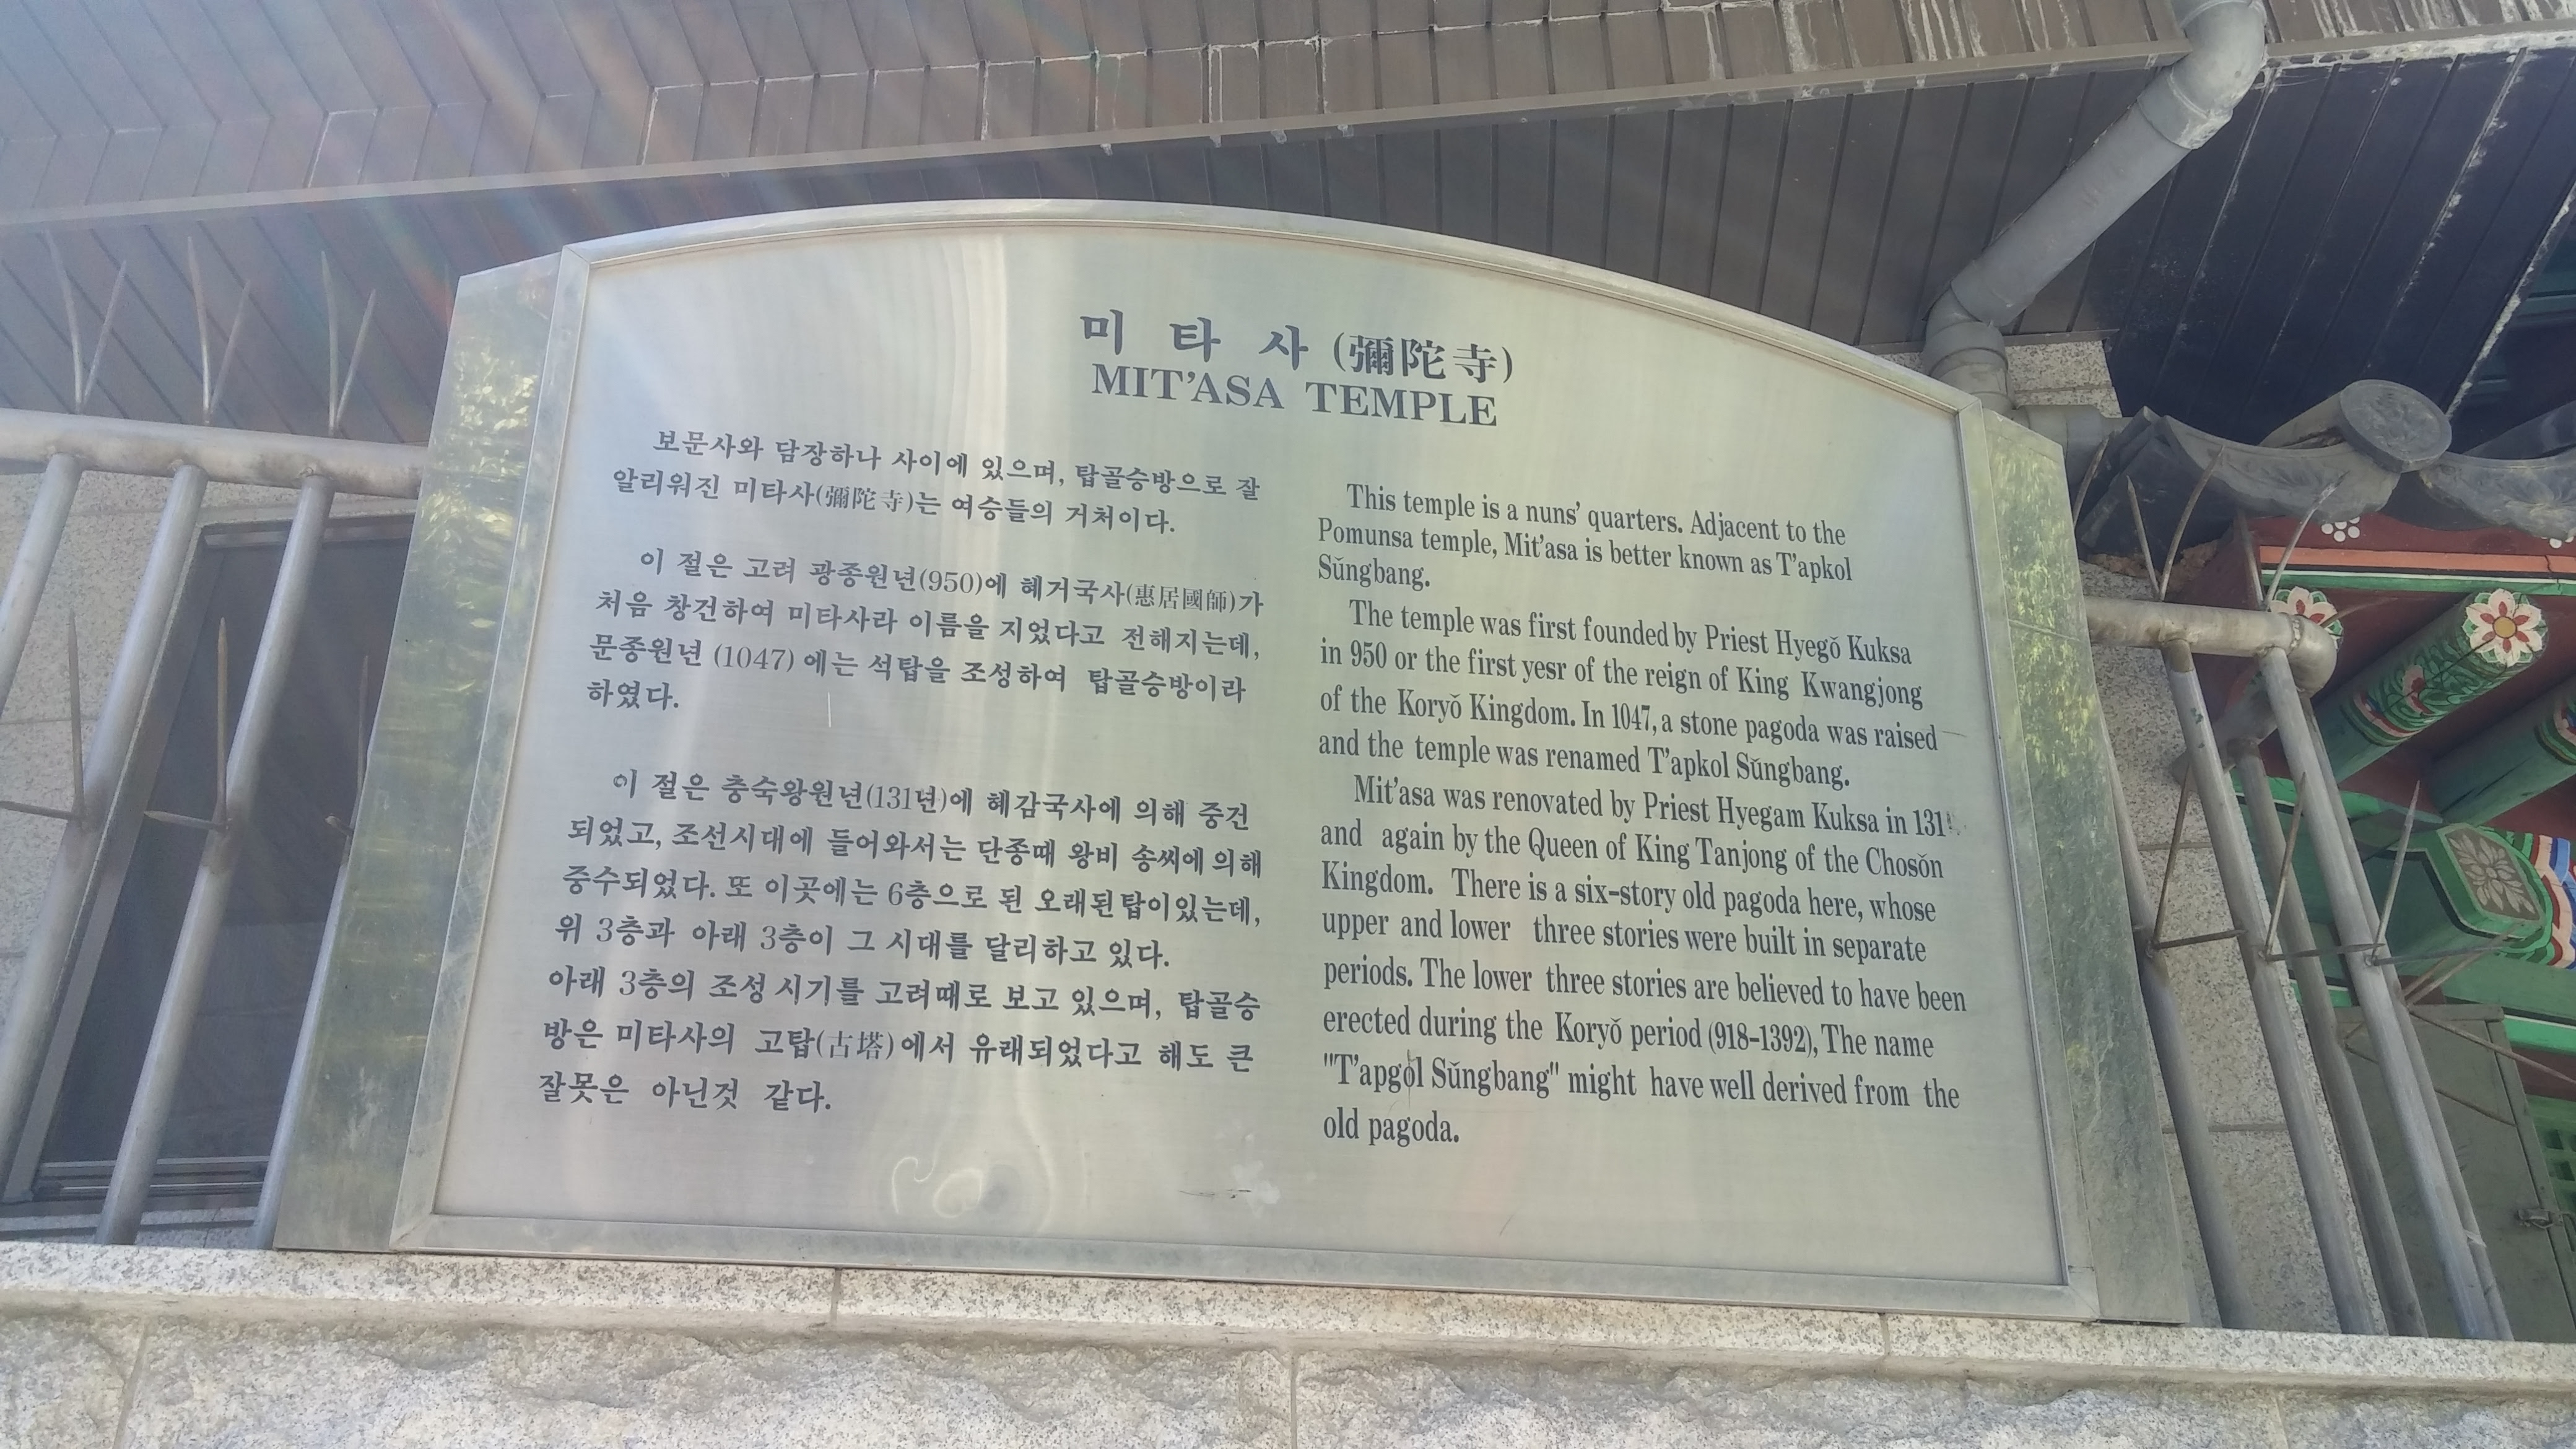 미 타 사 (彌陀寺)
MIT'ASA TEMPLE
보문사와 담장하나 사이에 있으며, 탑골승방으로 잘
알리워진 미타사(彌陀寺)는 여승들의 거처이다.
이 절은 고려 광종원년(950)에 혜거국사(惠居國師)가
처음 창건하여 미타사라 이름을 지었다고 전해지는데,
문종원년 (1047) 에는 석탑을 조성하여 탑골승방이라
하였다.
이 절은 충숙왕원년(131년)에 혜감국사에 의해 중건
되었고, 조선시대에 들어와서는 단종때 왕비 송씨에 의해
중수되었다. 또 이곳에는 6층으로 된 오래된탑이있는데,
위 3층과 아래 3층이 그 시대를 달리하고 있다.
아래 3층의 조성 시기를 고려때로 보고 있으며, 탑골승
방은 미타사의 고탑(古塔)에서 유래되었다고 해도 큰
잘못은 아닌것 같다.
This temple is a nuns' quarters. Adjacent to the
Pomunsa temple, Mit'asa is better known as T'apkol
Sŭngbang.
The temple was first founded by Priest Hyegŏ Kuksa
in 950 or the first yesr of the reign of King Kwangjong
of the Koryŏ Kingdom. In 1047, a stone pagoda was raised
and the temple was renamed T'apkol Sŭngbang.
Mit'asa was renovated by Priest Hyegam Kuksa in
and again by the Queen of King Tanjong of the Chosŏn
Kingdom. There is a six-story old pagoda here, whose
upper and lower three stories were built in separate
periods. The lower three stories are believed to have been
erected during the Koryŏ period (918-1392), The name
"T'apgol Sŭngbang" might have well derived from the
old pagoda.